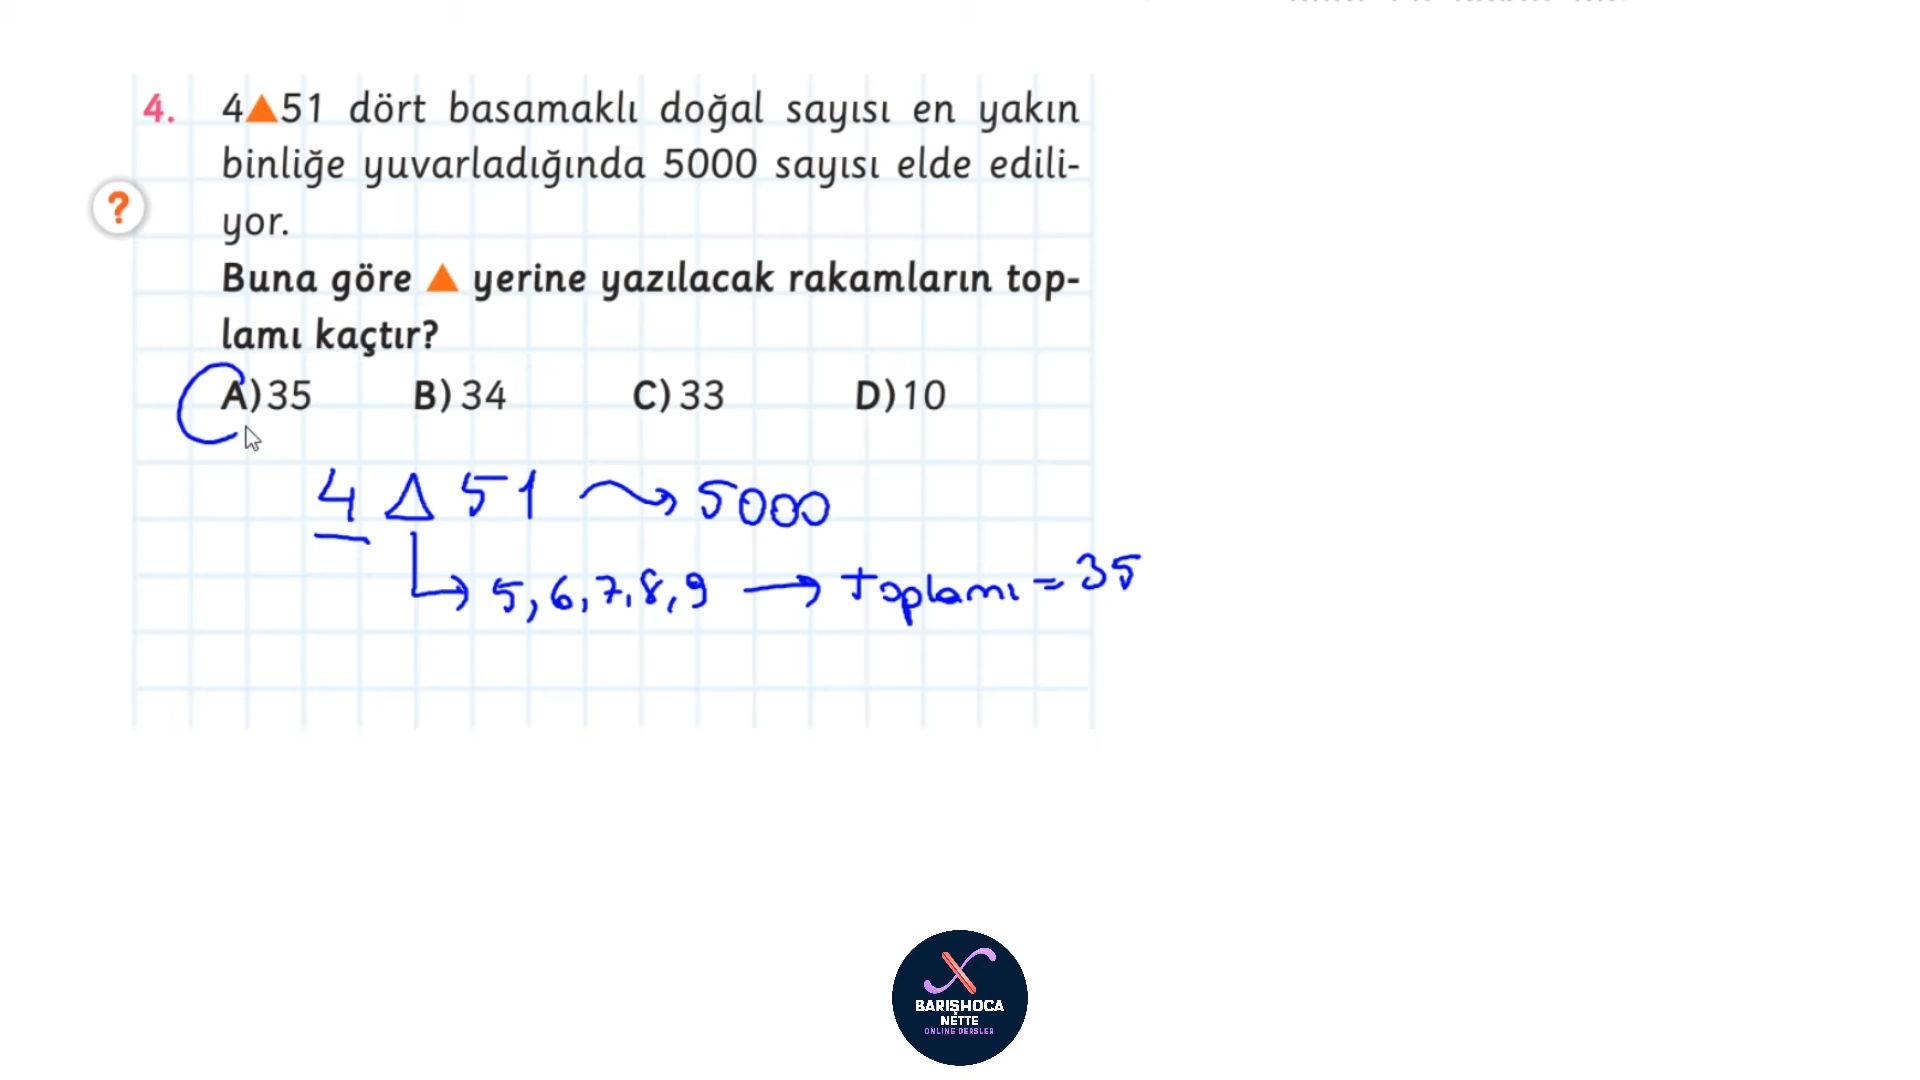 4. 4▲51 dört basamaklı doğal sayısı en yakın
binliğe yuvarladığında 5000 sayısı elde edili-
?
yor.
Buna göre ▲ yerine yazılacak rakamların top-
lamı kaçtır?
A) 35 B) 34 C) 33 D) 10
4 △ 51 → 5000
→ 5, 6, 7, 8, 9 → toplamı = 35
BARIŞHOCA
NETTE
ONLINE DERSLER